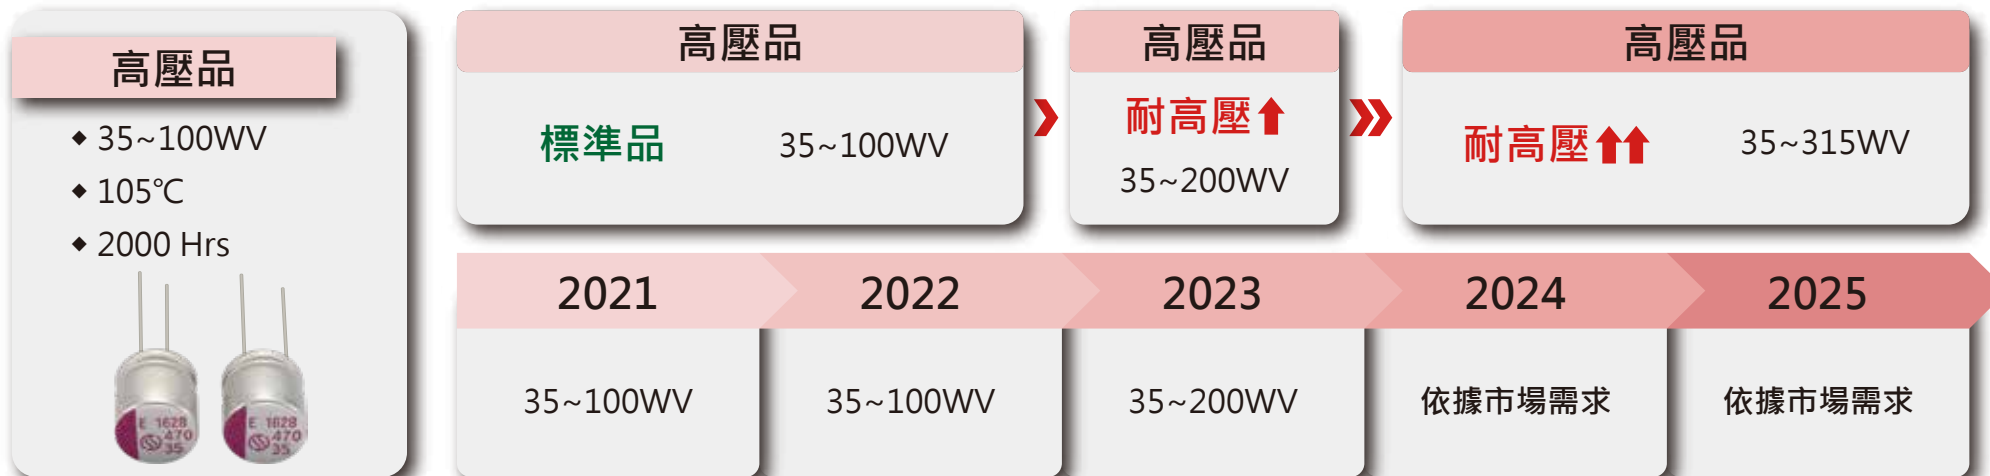 高壓品
◆ 35~100WV
◆ 105℃
◆ 2000 Hrs
E 1628
470
35
E 1628
470
35
高壓品
標準品 35~100WV
高壓品
耐高壓⬆
35~200WV
高壓品
耐高壓⬆⬆ 35~315WV
2021 2022 2023 2024 2025
35~100WV 35~100WV 35~200WV 依據市場需求 依據市場需求